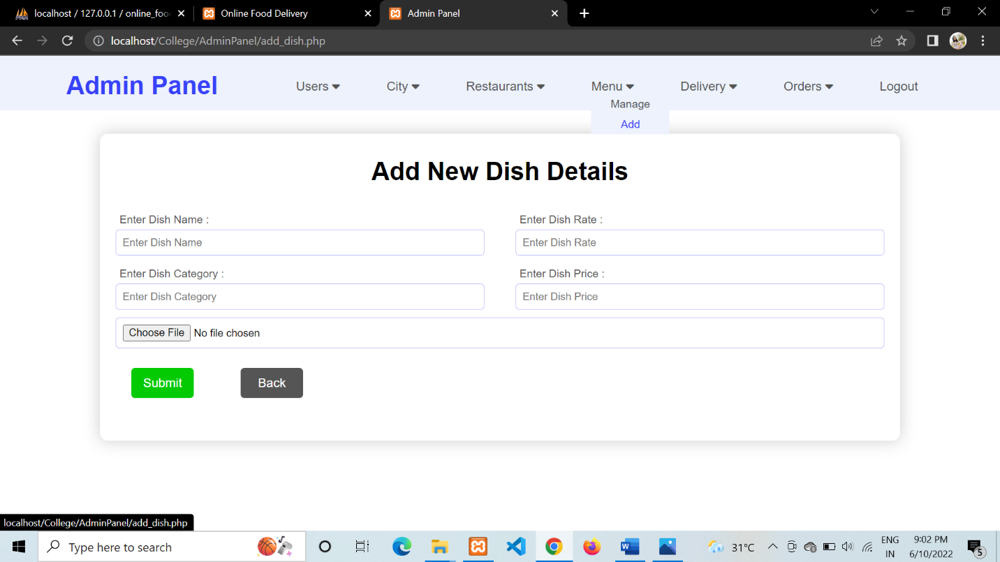 localhost / 127.0.0.1 / online_foo
Online Food Delivery
Admin Panel
localhost/College/AdminPanel/add_dish.php
Admin Panel
Users
City
Restaurants
Menu
Delivery
Orders
Logout
Manage
Add
Add New Dish Details
Enter Dish Name :
Enter Dish Rate :
Enter Dish Name
Enter Dish Rate
Enter Dish Category :
Enter Dish Price :
Enter Dish Category
Enter Dish Price
Choose File No file chosen
Submit
Back
localhost/College/AdminPanel/add_dish.php
Type here to search
31°C
ENG
IN
9:02 PM
6/10/2022
5